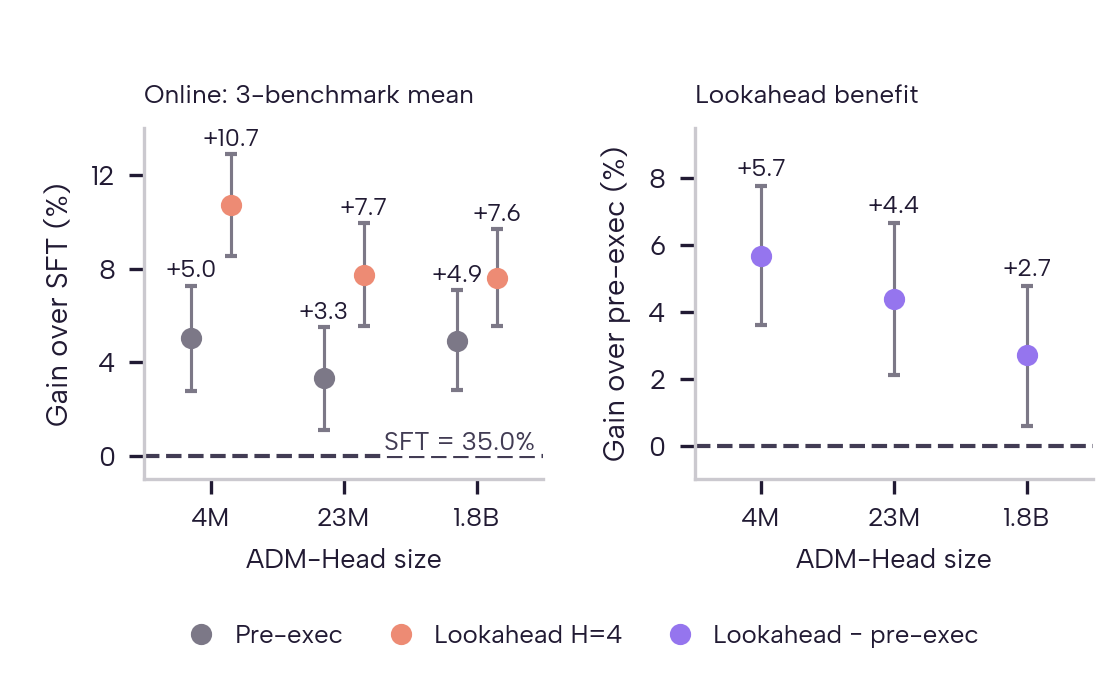 Online: 3-benchmark mean
Gain over SFT (%)
12
8
4
0
+10.7
+5.0
+7.7
+3.3
+7.6
+4.9
SFT = 35.0%
4M
23M
1.8B
ADM-Head size
Lookahead benefit
Gain over pre-exec (%)
8
6
4
2
0
+5.7
+4.4
+2.7
4M
23M
1.8B
ADM-Head size
Pre-exec
Lookahead H=4
Lookahead - pre-exec